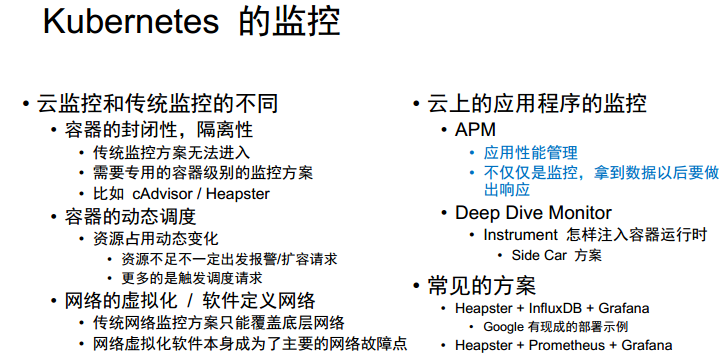 Kubernetes 的监控
• 云监控和传统监控的不同
• 容器的封闭性，隔离性
• 传统监控方案无法进入
• 需要专用的容器级别的监控方案
• 比如 cAdvisor / Heapster
• 容器的动态调度
• 资源占用动态变化
• 资源不足不一定出发报警/扩容请求
• 更多的是触发调度请求
• 网络的虚拟化 / 软件定义网络
• 传统网络监控方案只能覆盖底层网络
• 网络虚拟化软件本身成为了主要的网络故障点
• 云上的应用程序的监控
• APM
• 应用性能管理
• 不仅仅是监控，拿到数据以后要做
出响应
• Deep Dive Monitor
• Instrument 怎样注入容器运行时
• Side Car 方案
• 常见的方案
• Heapster + InfluxDB + Grafana
• Google 有现成的部署示例
• Heapster + Prometheus + Grafana